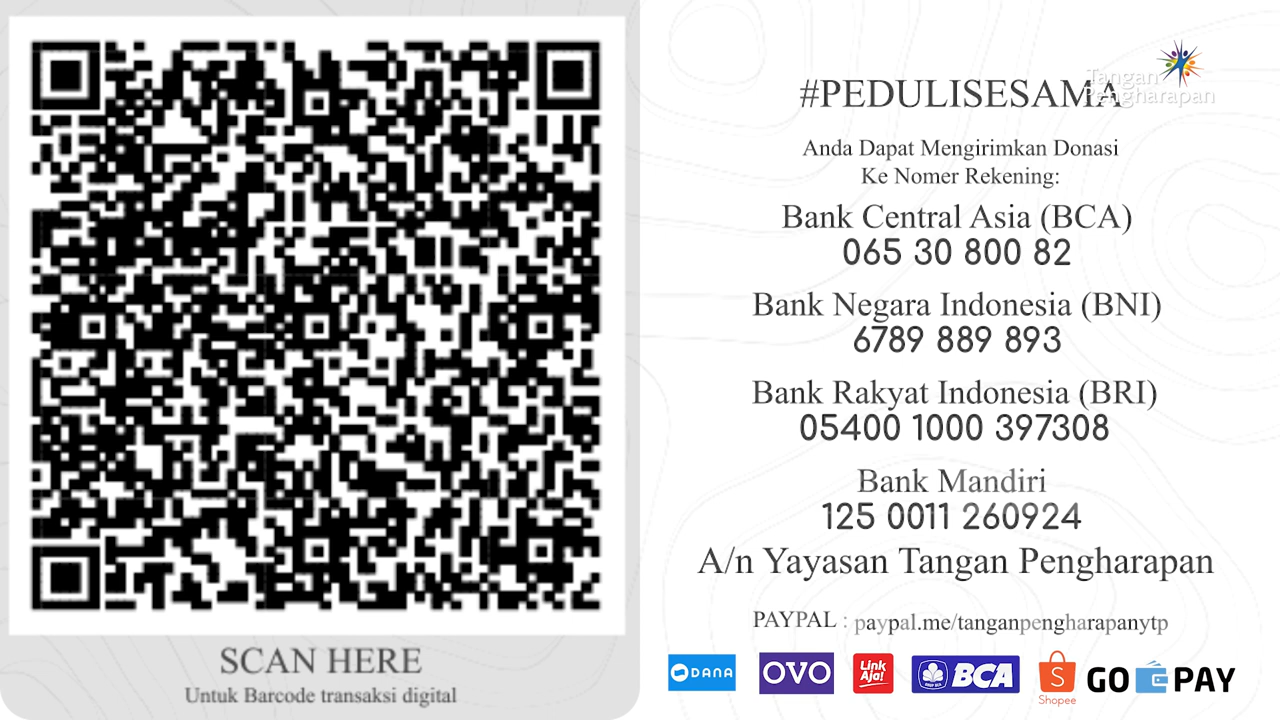 Tangan
Pengharapan
#PEDULISESAMA
Anda Dapat Mengirimkan Donasi
Ke Nomer Rekening:
Bank Central Asia (BCA)
065 30 800 82
Bank Negara Indonesia (BNI)
6789 889 893
Bank Rakyat Indonesia (BRI)
05400 1000 397308
Bank Mandiri
125 0011 260924
A/n Yayasan Tangan Pengharapan
PAYPAL : paypal.me/tanganpengharapanytp
DANA OVO Link Aja! BCA Shopee GO PAY
SCAN HERE
Untuk Barcode transaksi digital